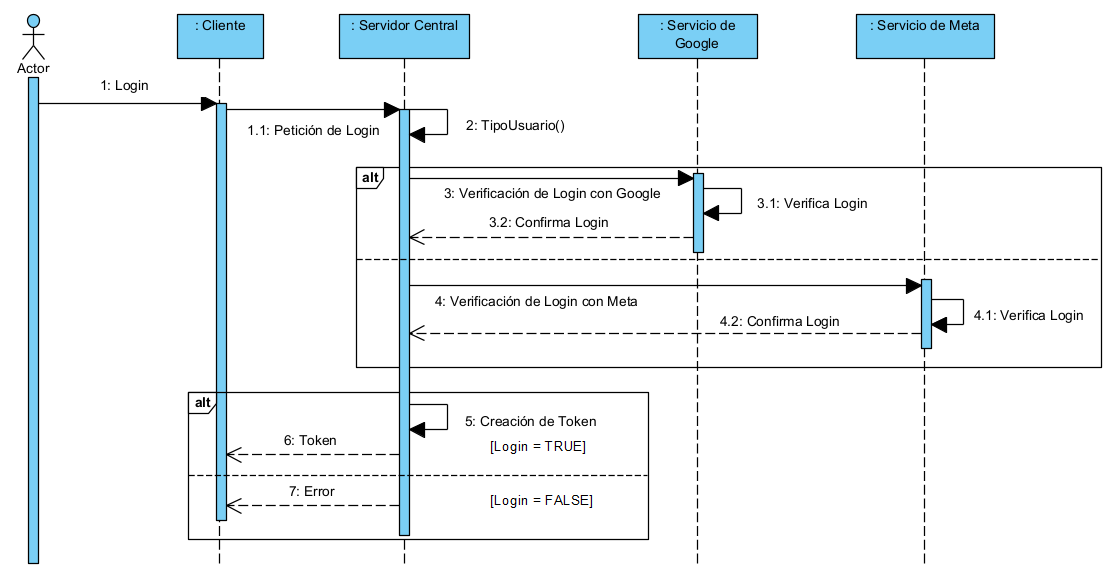 Actor
: Cliente
: Servidor Central
: Servicio de
Google
: Servicio de Meta
1: Login
1.1: Petición de Login
2: TipoUsuario()
alt
3: Verificación de Login con Google
3.1: Verifica Login
3.2: Confirma Login
4: Verificación de Login con Meta
4.1: Verifica Login
4.2: Confirma Login
alt
5: Creación de Token
6: Token
[Login = TRUE]
7: Error
[Login = FALSE]